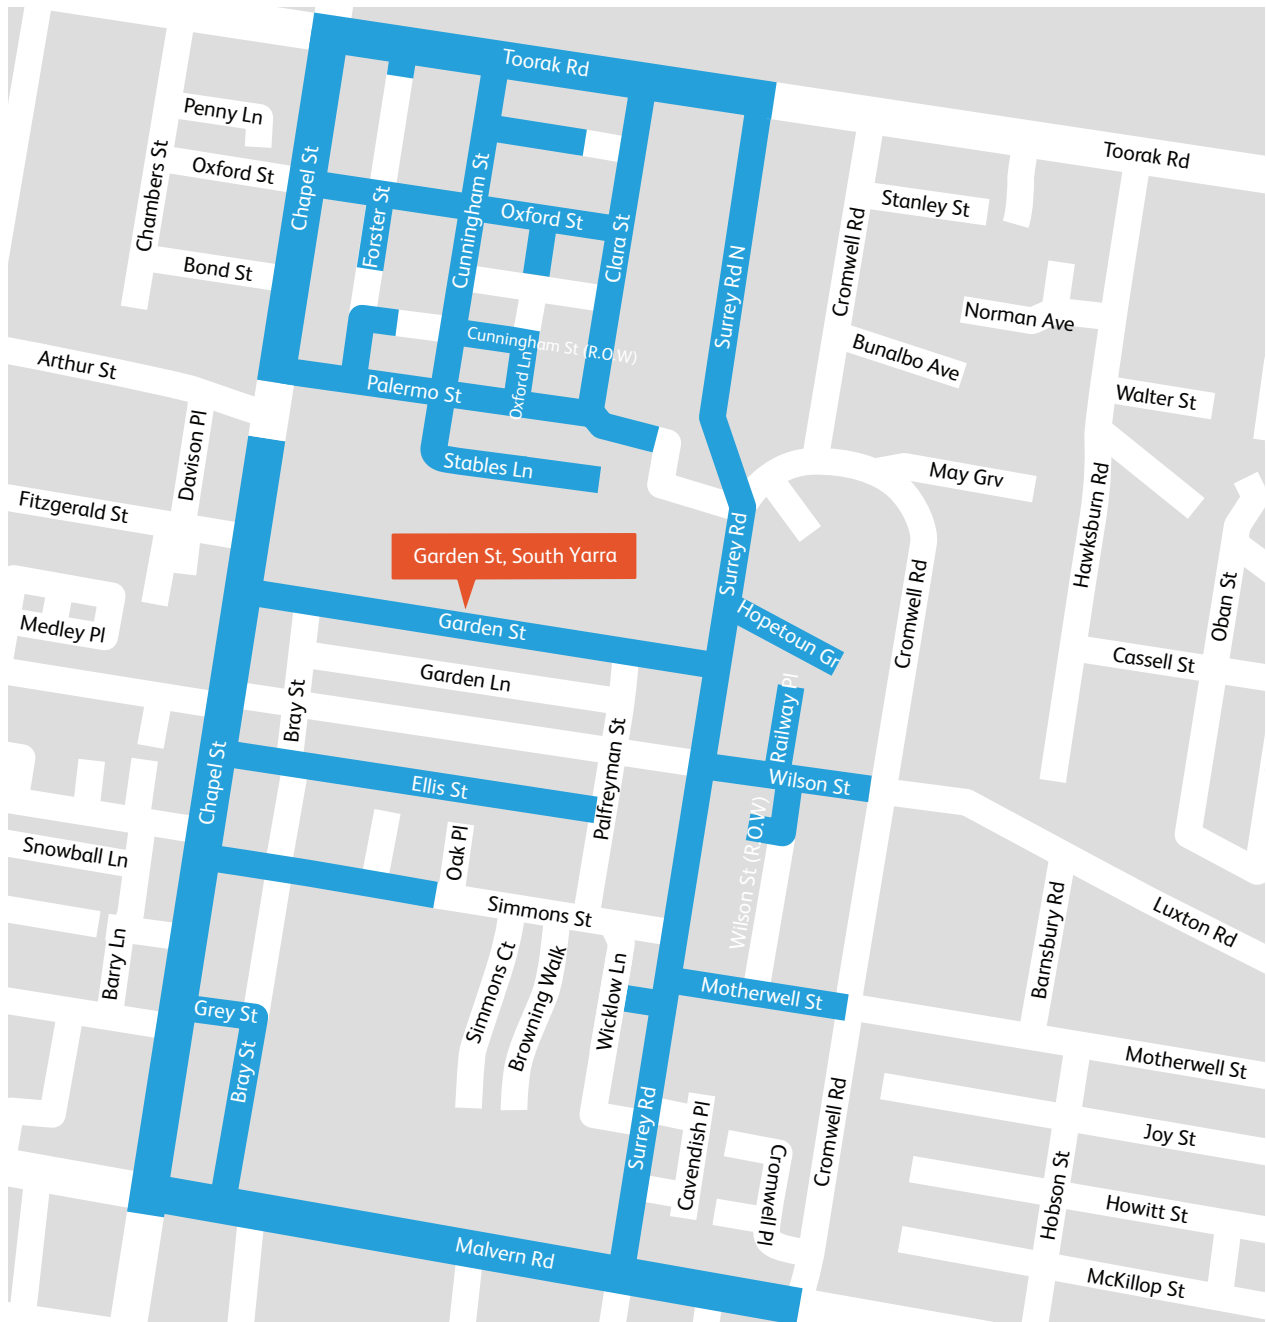 Toorak Rd
Penny Ln
Toorak Rd
Oxford St
Chambers St
Chapel St
Cunningham St
Stanley St
Forster St
Oxford St
Clara St
Cromwell Rd
Bond St
Surrey Rd N
Norman Ave
Cunningham St (R.O.W)
Bunalbo Ave
Arthur St
Palermo St
Oxford Ln
Walter St
Davison Pl
Stables Ln
May Grv
Fitzgerald St
Hawksburn Rd
Garden St, South Yarra
Surrey Rd
Medley Pl
Garden St
Hopetoun Gr
Cromwell Rd
Oban St
Cassell St
Garden Ln
Bray St
Railway Pl
Chapel St
Ellis St
Palfreyman St
Wilson St
Snowball Ln
Oak Pl
Wilson St (R.O.W)
Simmons St
Barry Ln
Luxton Rd
Barnsbury Rd
Simmons Ct
Browning Walk
Wicklow Ln
Motherwell St
Grey St
Bray St
Motherwell St
Surrey Rd
Cavendish Pl
Cromwell Pl
Cromwell Rd
Joy St
Hobson St
Howitt St
Malvern Rd
McKillop St